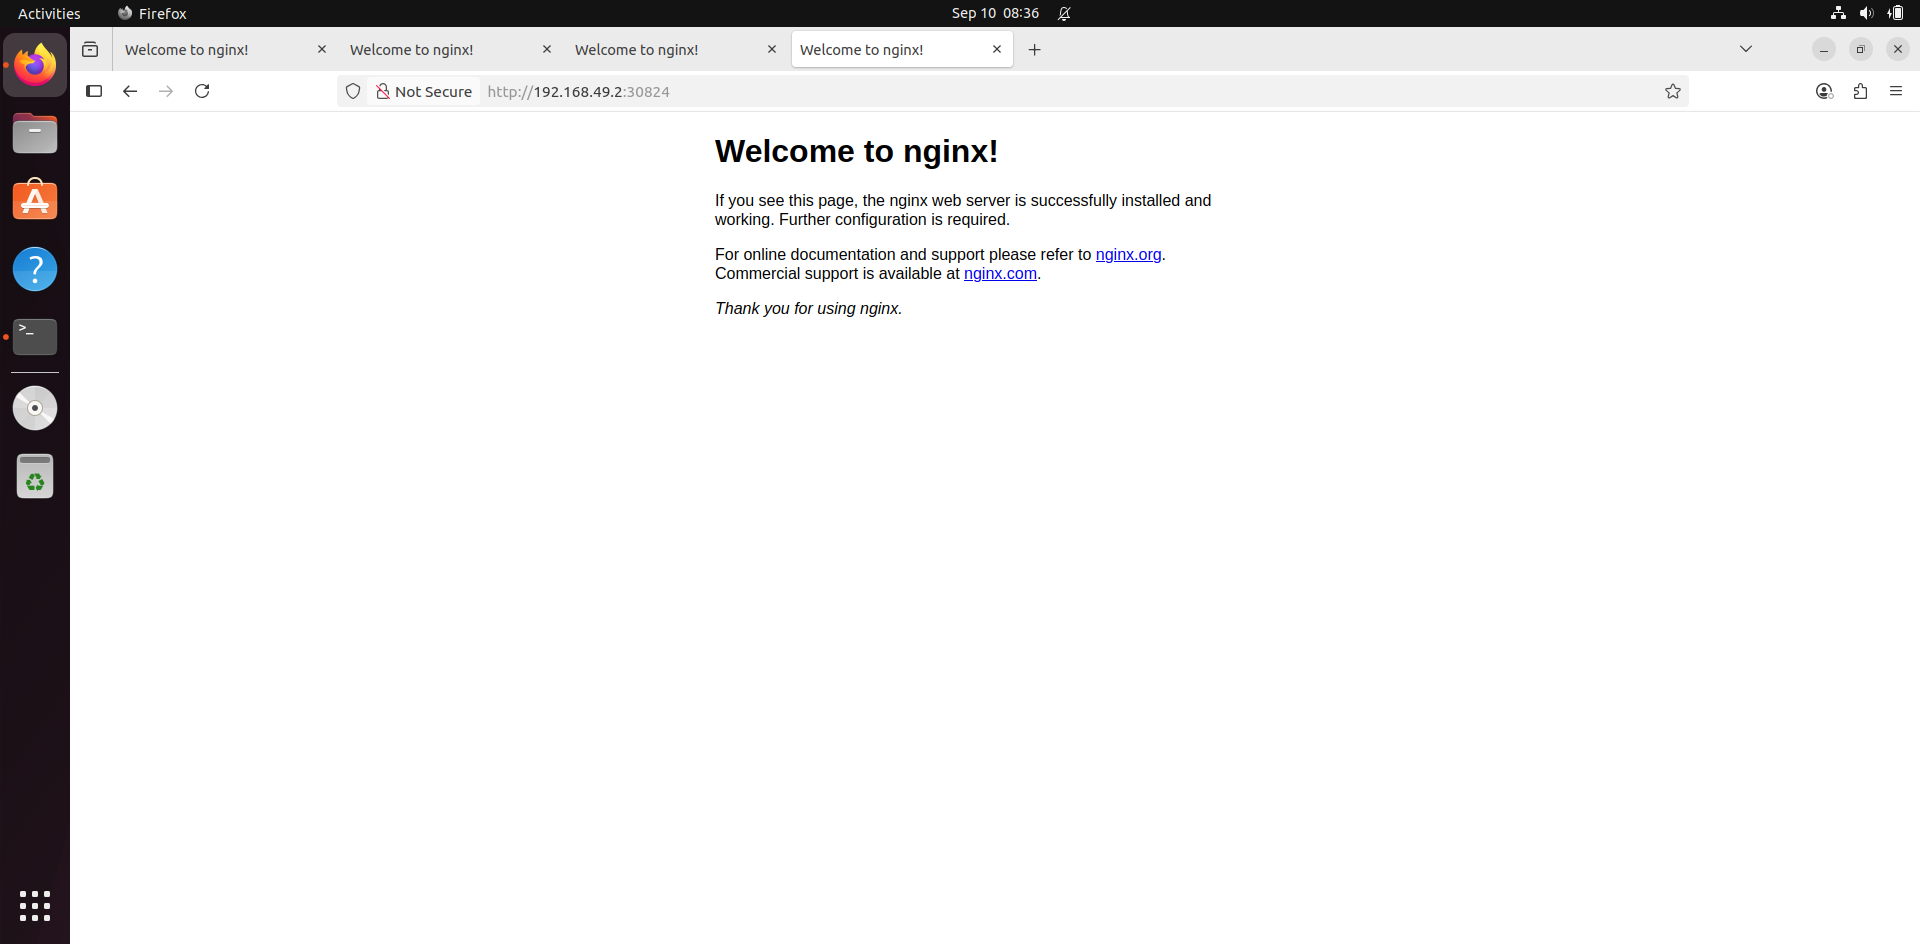 Activities Firefox Sep 10 08:36
Welcome to nginx! Welcome to nginx! Welcome to nginx! Welcome to nginx!
Not Secure http://192.168.49.2:30824
Welcome to nginx!
If you see this page, the nginx web server is successfully installed and
working. Further configuration is required.
For online documentation and support please refer to nginx.org.
Commercial support is available at nginx.com.
Thank you for using nginx.